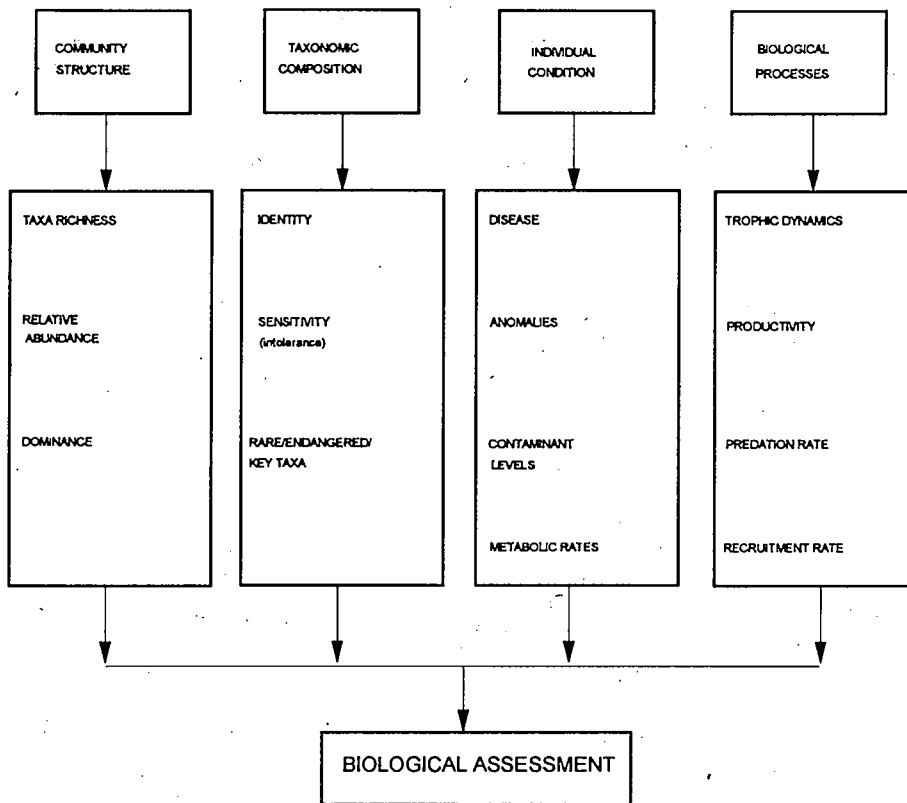 COMMUNITY
STRUCTURE
TAXONOMIC
COMPOSITION
INDIVIDUAL
CONDITION
BIOLOGICAL
PROCESSES
TAXA RICHNESS
RELATIVE
ABUNDANCE
DOMINANCE
IDENTITY
SENSITIVITY
(intolerance)
RARE/ENDANGERED/
KEY TAXA
DISEASE
ANOMALIES
CONTAMINANT
LEVELS
METABOLIC RATES
TROPHIC DYNAMICS
PRODUCTIVITY
PREDATION RATE
RECRUITMENT RATE
BIOLOGICAL ASSESSMENT